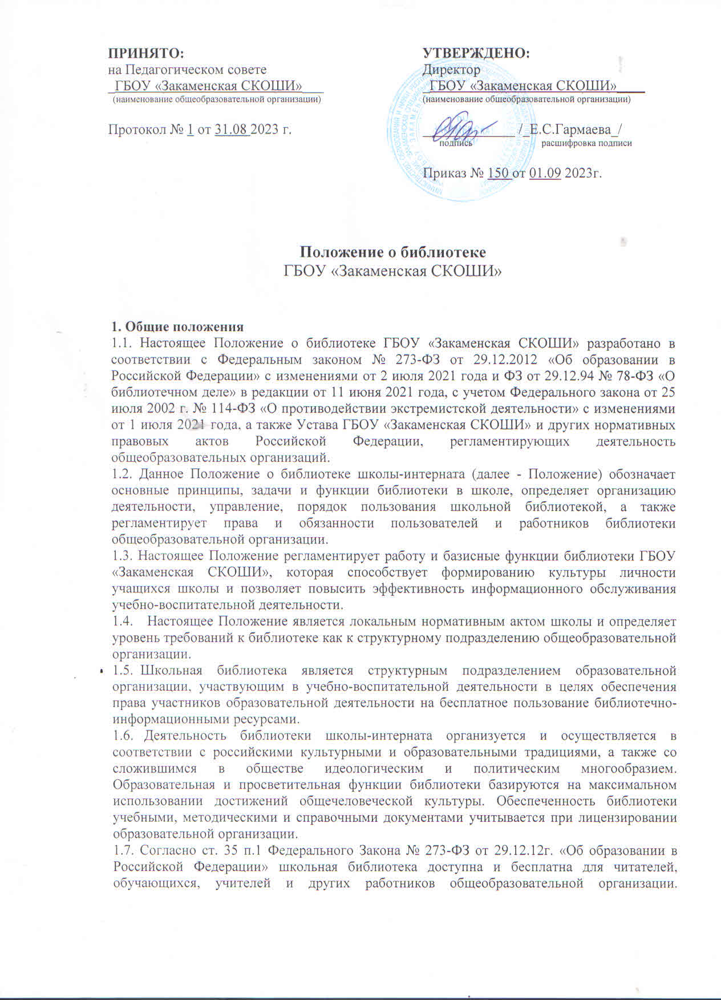 ПРИНЯТО:
на Педагогическом совете
_ГБОУ «Закаменская СКОШИ»___
(наименование общеобразовательной организации)
Протокол № 1 от 31.08 2023 г.
УТВЕРЖДЕНО:
Директор
_ГБОУ «Закаменская СКОШИ»____
(наименование общеобразовательной организации)
_____________ /_Е.С.Гармаева_/
подпись расшифровка подписи
Приказ № 150 от 01.09 2023г.
Положение о библиотеке
ГБОУ «Закаменская СКОШИ»
1. Общие положения
1.1. Настоящее Положение о библиотеке ГБОУ «Закаменская СКОШИ» разработано в
соответствии с Федеральным законом № 273-ФЗ от 29.12.2012 «Об образовании в
Российской Федерации» с изменениями от 2 июля 2021 года и ФЗ от 29.12.94 № 78-ФЗ «О
библиотечном деле» в редакции от 11 июня 2021 года, с учетом Федерального закона от 25
июля 2002 г. № 114-ФЗ «О противодействии экстремистской деятельности» с изменениями
от 1 июля 2021 года, а также Устава ГБОУ «Закаменская СКОШИ» и других нормативных
правовых актов Российской Федерации, регламентирующих деятельность
общеобразовательных организаций.
1.2. Данное Положение о библиотеке школы-интерната (далее - Положение) обозначает
основные принципы, задачи и функции библиотеки в школе, определяет организацию
деятельности, управление, порядок пользования школьной библиотекой, а также
регламентирует права и обязанности пользователей и работников библиотеки
общеобразовательной организации.
1.3. Настоящее Положение регламентирует работу и базисные функции библиотеки ГБОУ
«Закаменская СКОШИ», которая способствует формированию культуры личности
учащихся школы и позволяет повысить эффективность информационного обслуживания
учебно-воспитательной деятельности.
1.4. Настоящее Положение является локальным нормативным актом школы и определяет
уровень требований к библиотеке как к структурному подразделению общеобразовательной
организации.
1.5. Школьная библиотека является структурным подразделением образовательной
организации, участвующим в учебно-воспитательной деятельности в целях обеспечения
права участников образовательной деятельности на бесплатное пользование библиотечно-
информационными ресурсами.
1.6. Деятельность библиотеки школы-интерната организуется и осуществляется в
соответствии с российскими культурными и образовательными традициями, а также со
сложившимся в обществе идеологическим и политическим многообразием.
Образовательная и просветительная функции библиотеки базируются на максимальном
использовании достижений общечеловеческой культуры. Обеспеченность библиотеки
учебными, методическими и справочными документами учитывается при лицензировании
образовательной организации.
1.7. Согласно ст. 35 п.1 Федерального Закона № 273-ФЗ от 29.12.12г. «Об образовании в
Российской Федерации» школьная библиотека доступна и бесплатна для читателей,
обучающихся, учителей и других работников общеобразовательной организации.